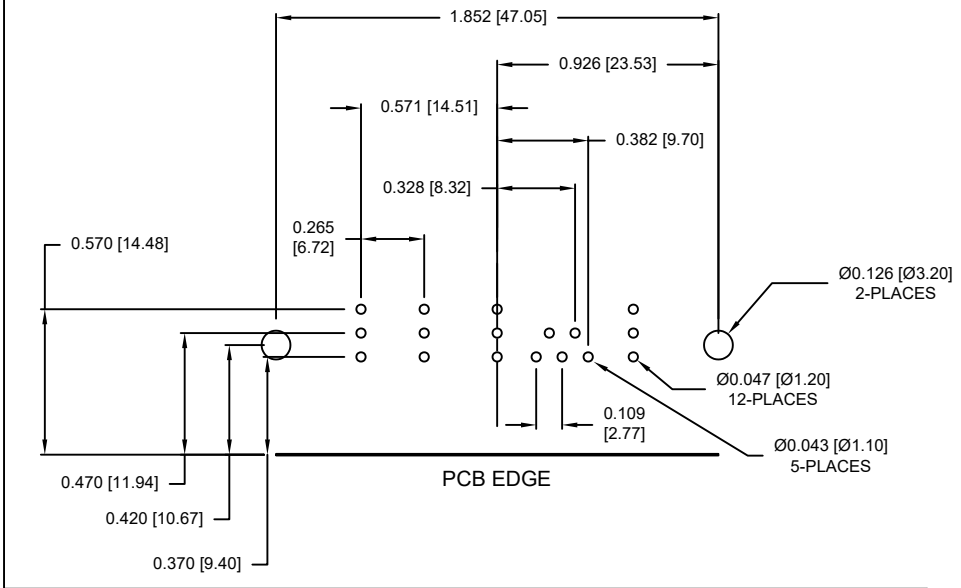 1.852 [47.05]
0.926 [23.53]
0.571 [14.51]
0.382 [9.70]
0.328 [8.32]
0.265
[6.72]
0.570 [14.48]
Ø0.126 [Ø3.20]
2-PLACES
Ø0.047 [Ø1.20]
12-PLACES
0.109
[2.77]
Ø0.043 [Ø1.10]
5-PLACES
PCB EDGE
0.470 [11.94]
0.420 [10.67]
0.370 [9.40]